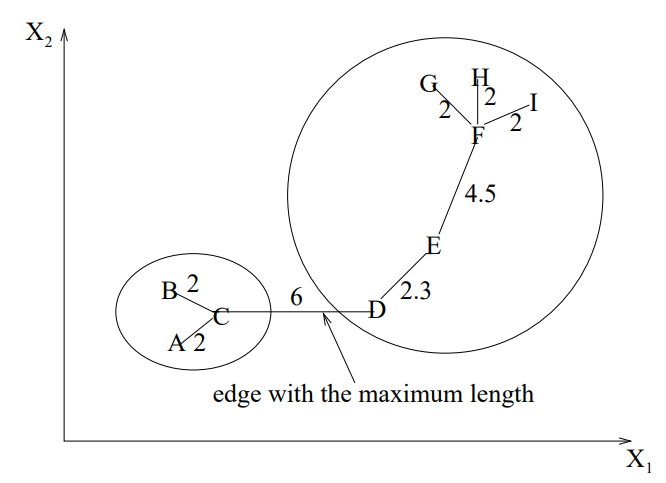 X2
G
H
I
2
2
2
F
4.5
E
2.3
D
6
B 2
C
A 2
edge with the maximum length
X1